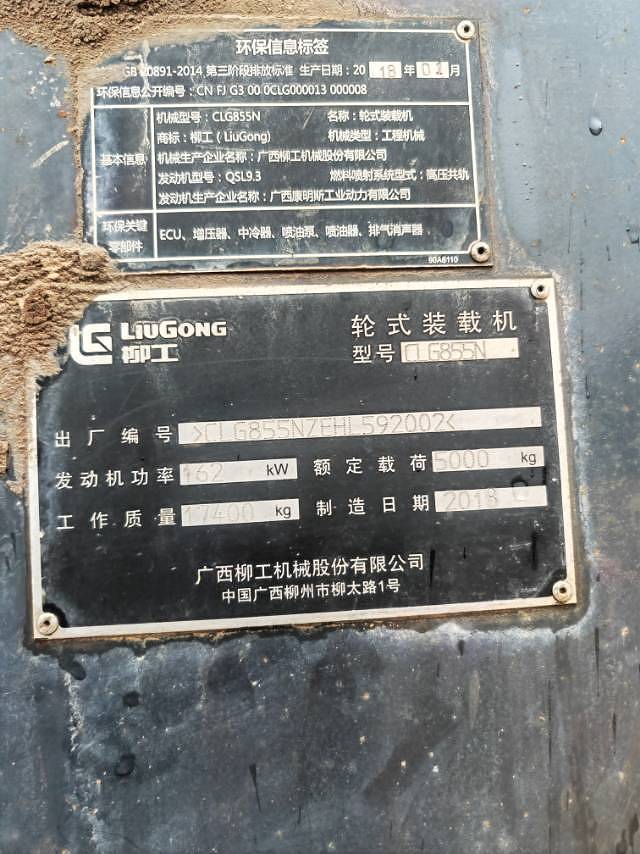 环保信息标签
GB 20891-2014 第三阶段排放标准 生产日期：20 18 年 01 月
环保信息公开编号：CN FJ G3 00 0CLG000013 000008
基本信息
机械型号：CLG855N 名称：轮式装载机
商标：柳工（LiuGong） 机械类型：工程机械
机械生产企业名称：广西柳工机械股份有限公司
发动机型号：QSL9.3 燃料喷射系统型式：高压共轨
发动机生产企业名称：广西康明斯工业动力有限公司
环保关键零部件
ECU、增压器、中冷器、喷油泵、喷油器、排气消声器
90A6110
LIUGONG 轮式装载机
柳工 型号 CLG855N
出厂编号 >CLG855NZEHL592002<
发动机功率 162 kW 额定载荷 5000 kg
工作质量 17400 kg 制造日期 2018
广西柳工机械股份有限公司
中国广西柳州市柳太路1号